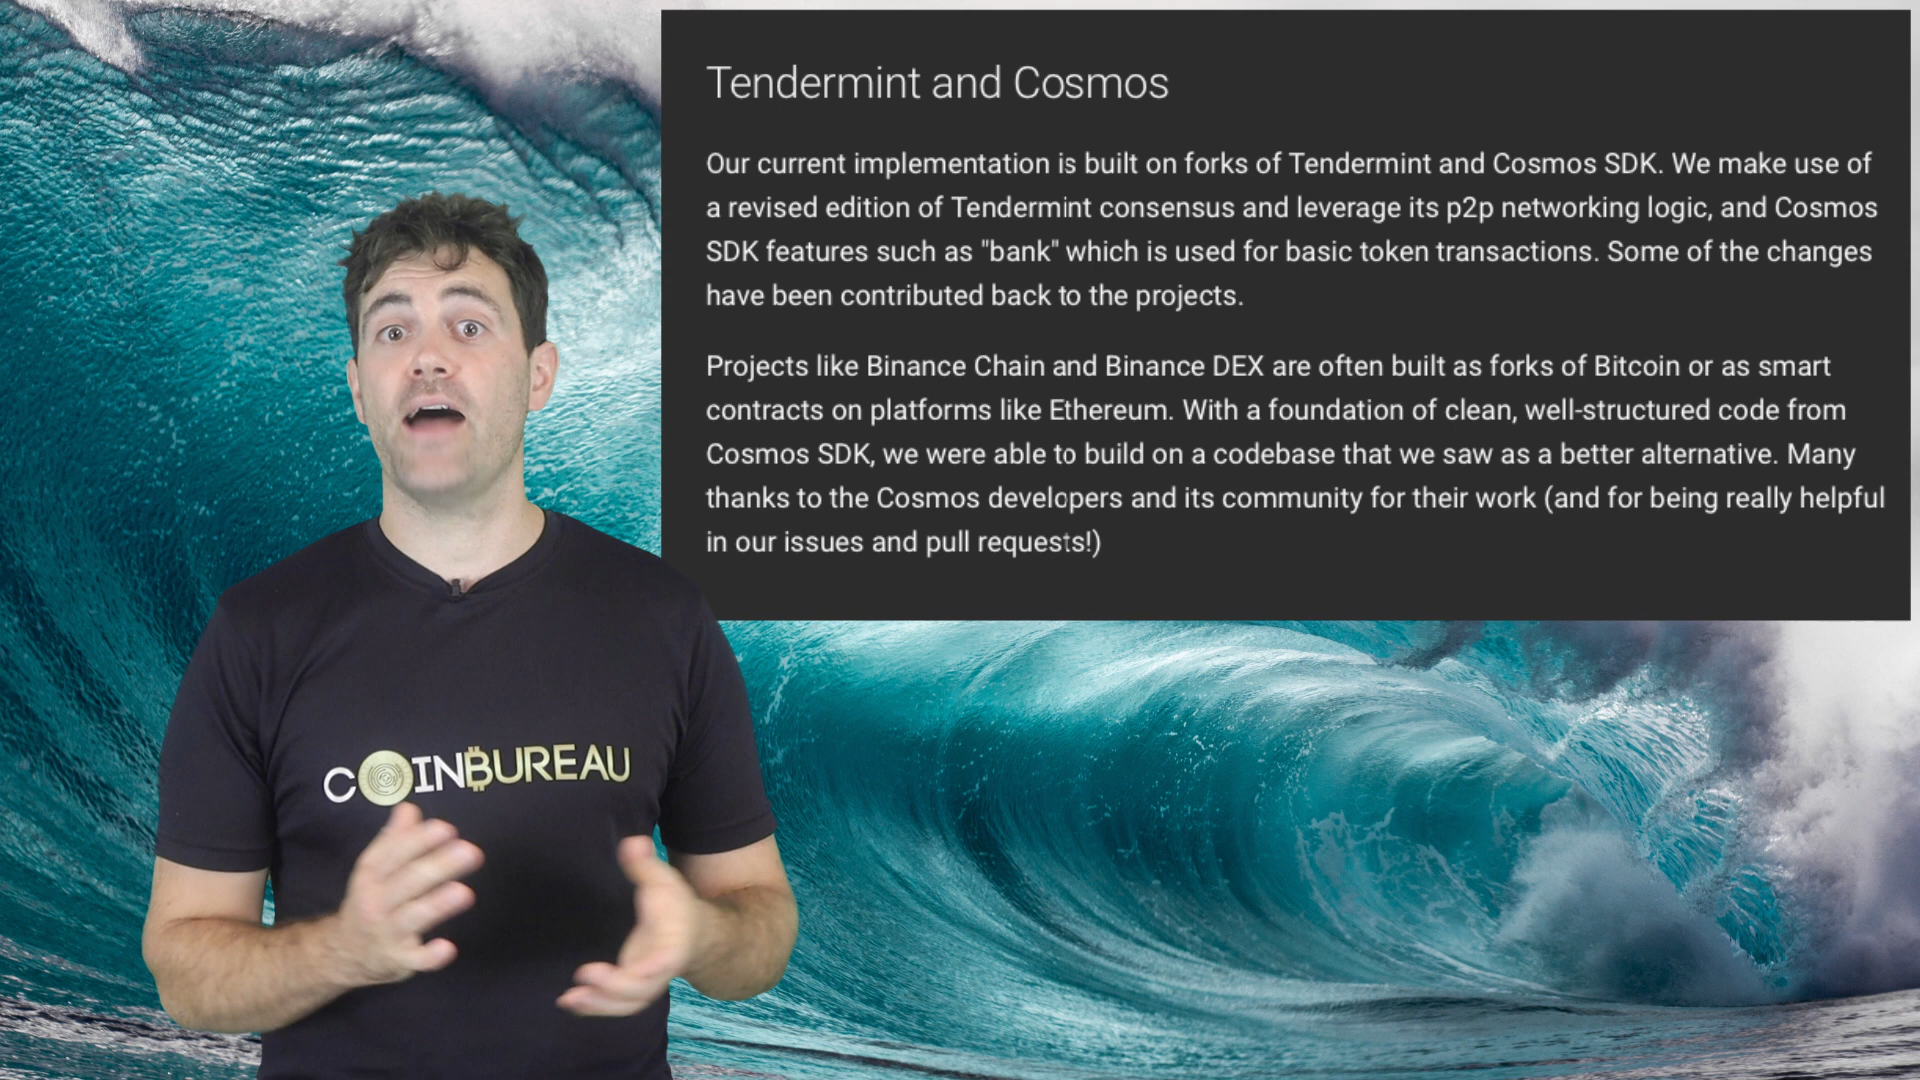 Tendermint and Cosmos
Our current implementation is built on forks of Tendermint and Cosmos SDK. We make use of
a revised edition of Tendermint consensus and leverage its p2p networking logic, and Cosmos
SDK features such as "bank" which is used for basic token transactions. Some of the changes
have been contributed back to the projects.
Projects like Binance Chain and Binance DEX are often built as forks of Bitcoin or as smart
contracts on platforms like Ethereum. With a foundation of clean, well-structured code from
Cosmos SDK, we were able to build on a codebase that we saw as a better alternative. Many
thanks to the Cosmos developers and its community for their work (and for being really helpful
in our issues and pull requests!)
COINBUREAU